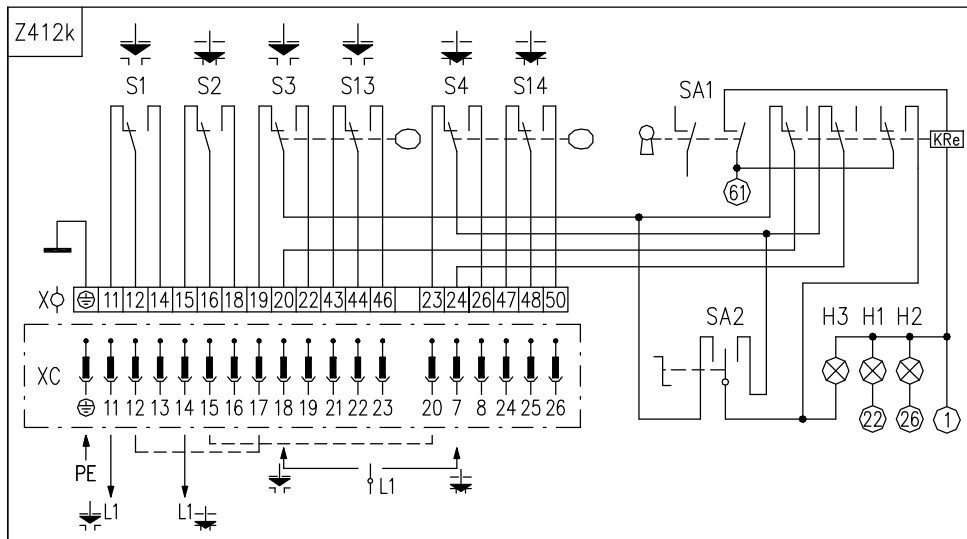 Z412k
S1 S2 S3 S13 S4 S14
SA1
KRe
61
X 11 12 14 15 16 18 19 20 22 43 44 46 23 24 26 47 48 50
SA2 H3 H1 H2
XC
11 12 13 14 15 16 17 18 19 21 22 23 20 7 8 24 25 26
22 26 1
PE
L1 L1 L1